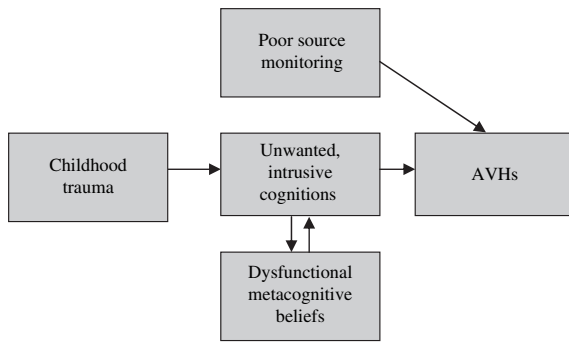 Poor source
monitoring
Childhood
trauma
Unwanted,
intrusive
cognitions
AVHs
Dysfunctional
metacognitive
beliefs